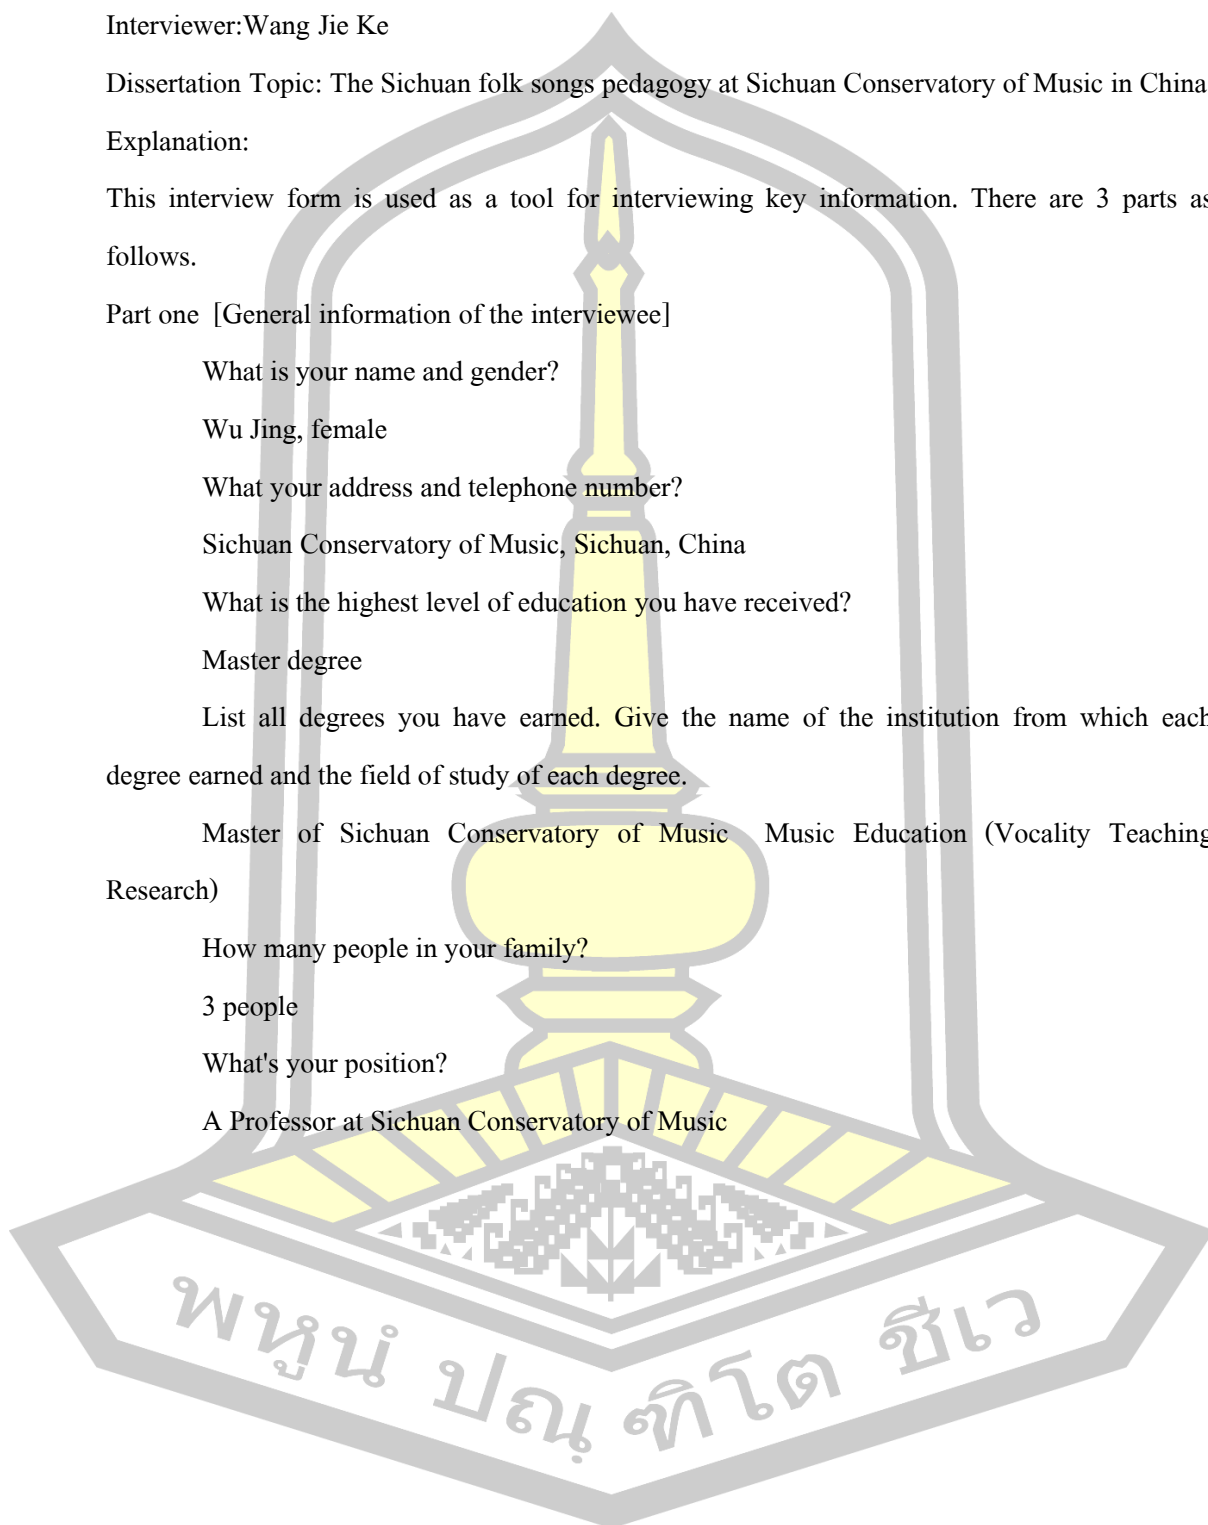 Interviewer:Wang Jie Ke
Dissertation Topic: The Sichuan folk songs pedagogy at Sichuan Conservatory of Music in China
Explanation:
This interview form is used as a tool for interviewing key information. There are 3 parts as
follows.
Part one [General information of the interviewee]
What is your name and gender?
Wu Jing, female
What your address and telephone number?
Sichuan Conservatory of Music, Sichuan, China
What is the highest level of education you have received?
Master degree
List all degrees you have earned. Give the name of the institution from which each
degree earned and the field of study of each degree.
Master of Sichuan Conservatory of Music Music Education (Vocality Teaching
Research)
How many people in your family?
3 people
What's your position?
A Professor at Sichuan Conservatory of Music
พหูนํ ปณฺฑิโต ชีเว